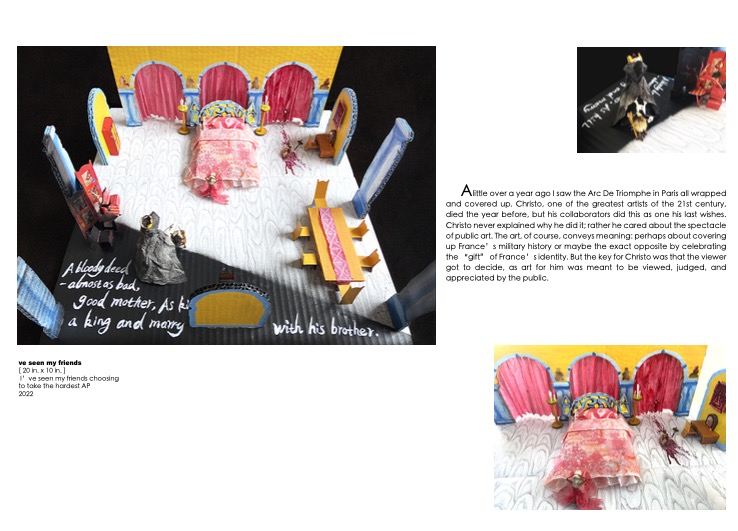 A bloody deed
- almost as bad,
good mother, As ki
a king and marry
with his brother.
ve seen my friends
[ 20 in. x 10 in. ]
I' ve seen my friends choosing
to take the hardest AP
2022
A little over a year ago I saw the Arc De Triomphe in Paris all wrapped
and covered up. Christo, one of the greatest artists of the 21st century,
died the year before, but his collaborators did this as one his last wishes.
Christo never explained why he did it; rather he cared about the spectacle
of public art. The art, of course, conveys meaning: perhaps about covering
up France' s military history or maybe the exact opposite by celebrating
the “gift” of France' s identity. But the key for Christo was that the viewer
got to decide, as art for him was meant to be viewed, judged, and
appreciated by the public.